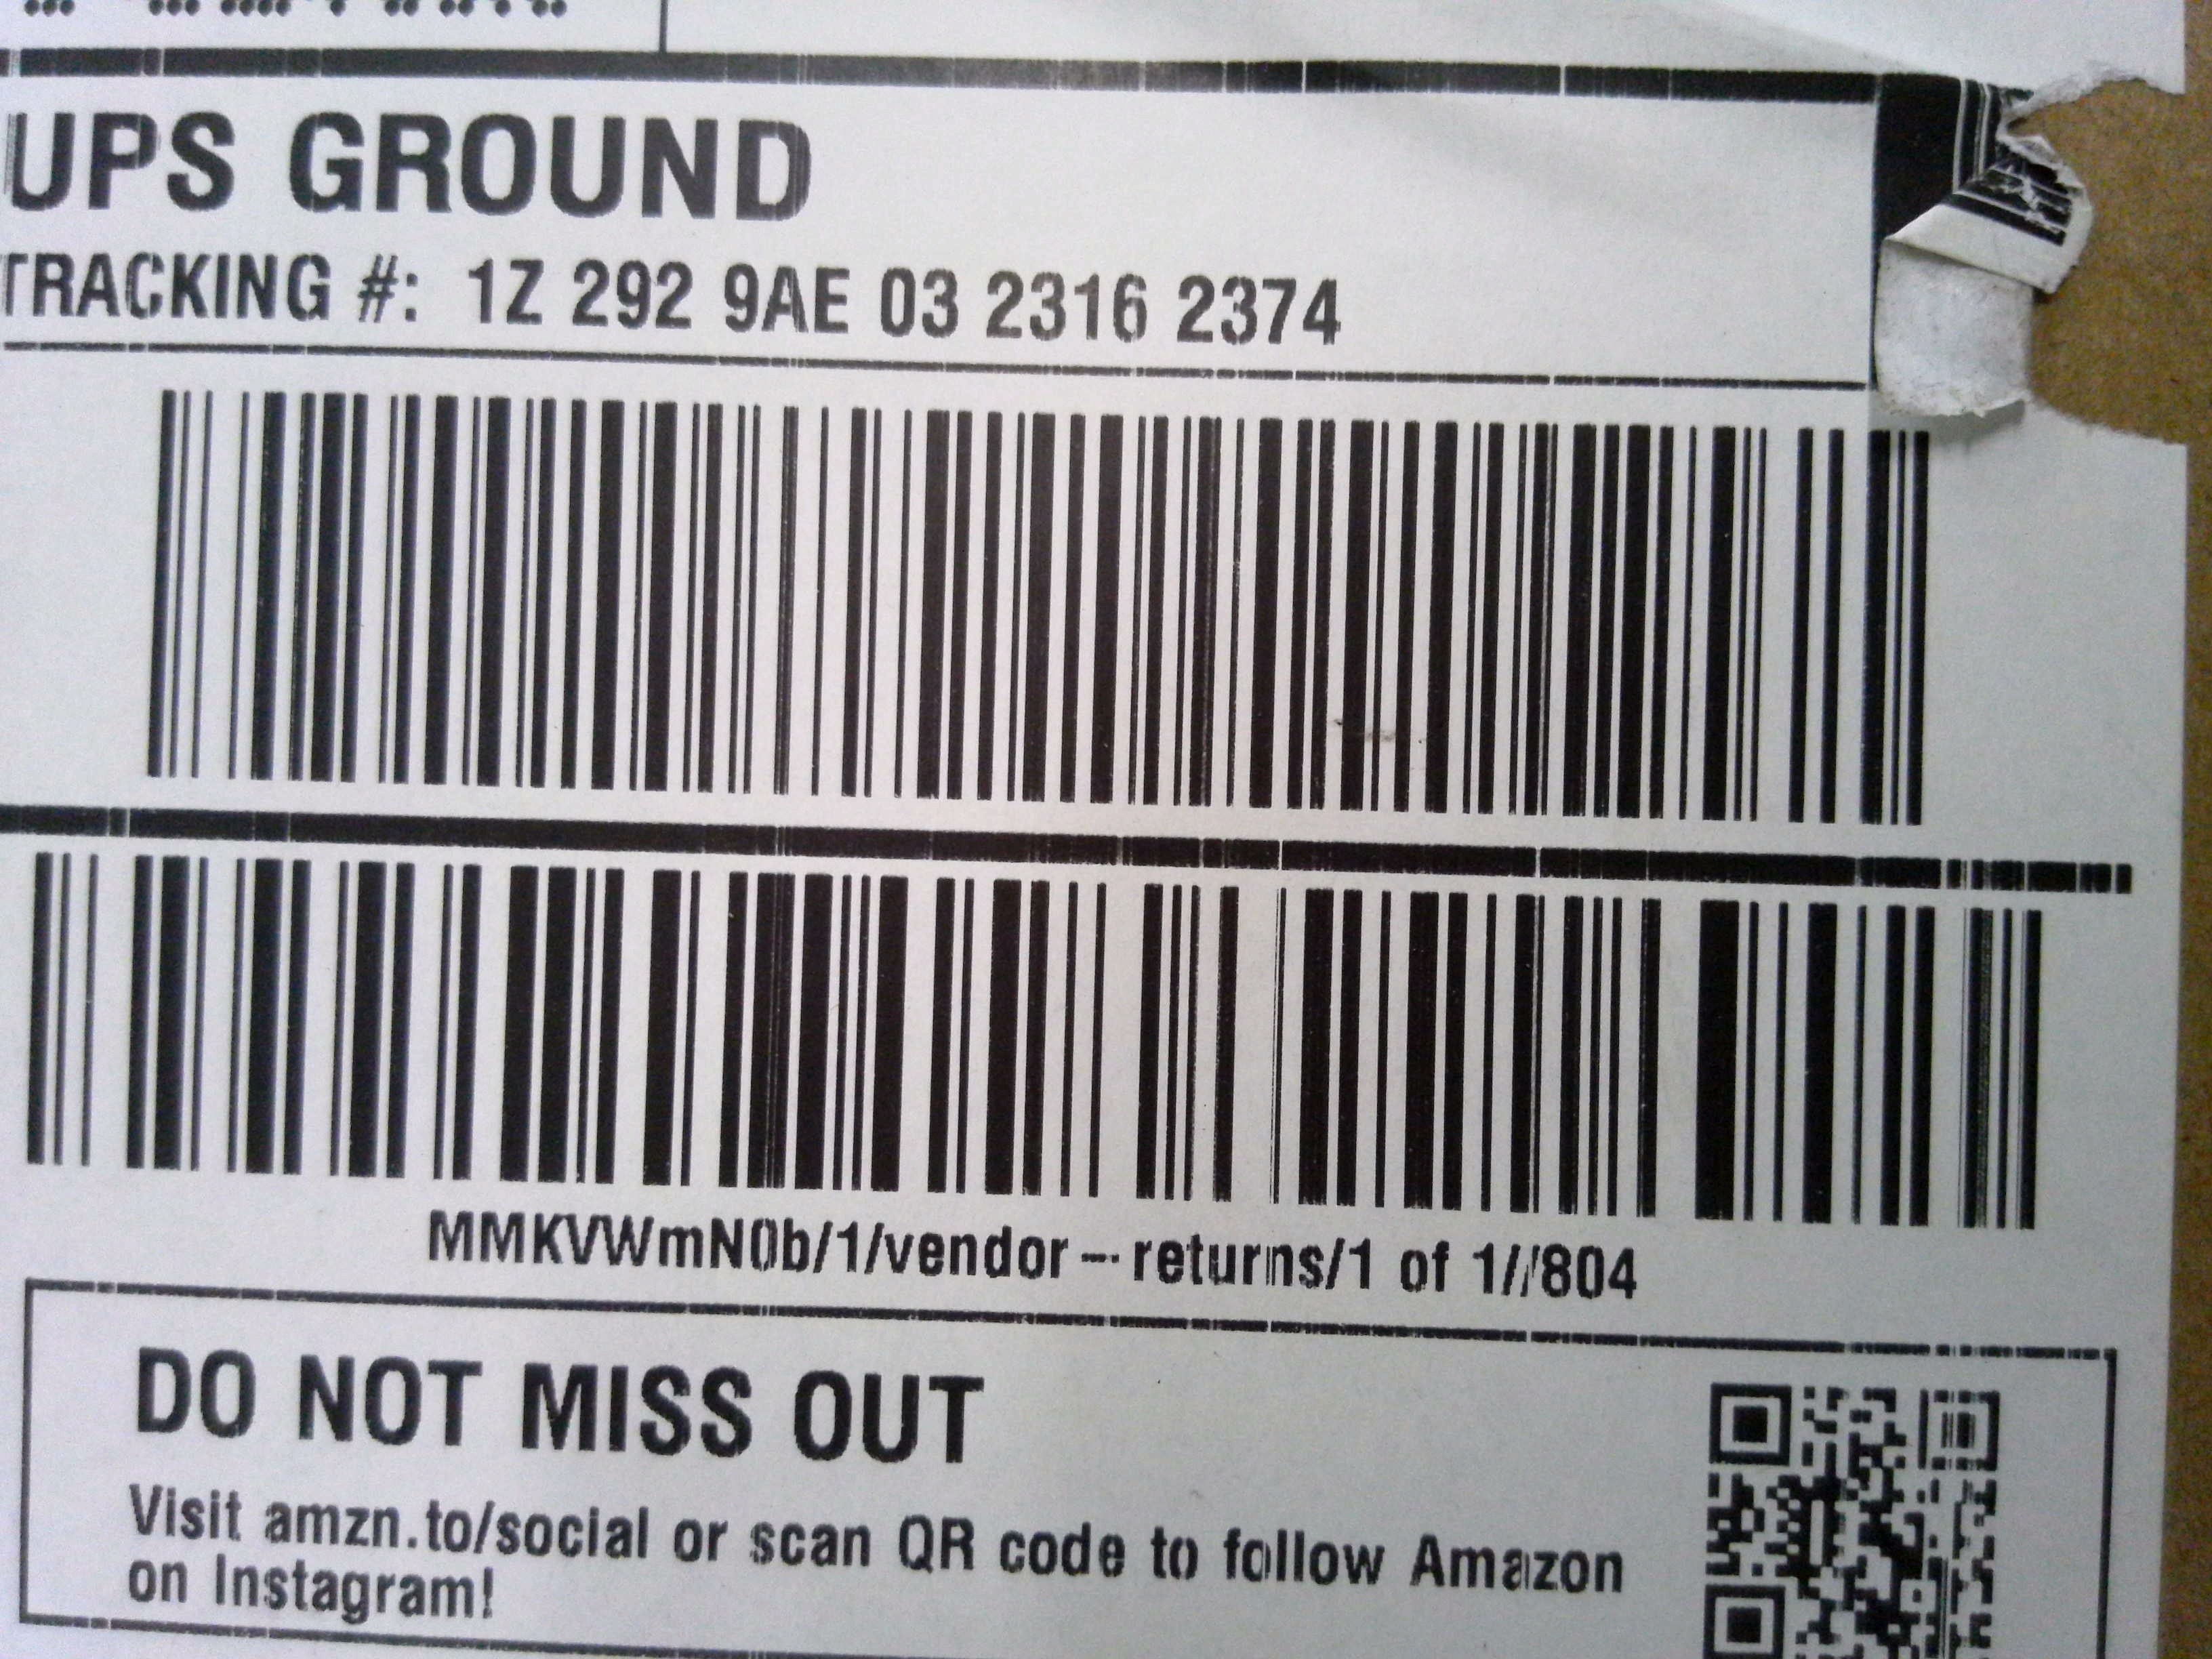 UPS GROUND
TRACKING #: 1Z 292 9AE 03 2316 2374
MMKVWmN0b/1/vendor-returns/1 of 1//804
DO NOT MISS OUT
Visit amzn.to/social or scan QR code to follow Amazon
on Instagram!